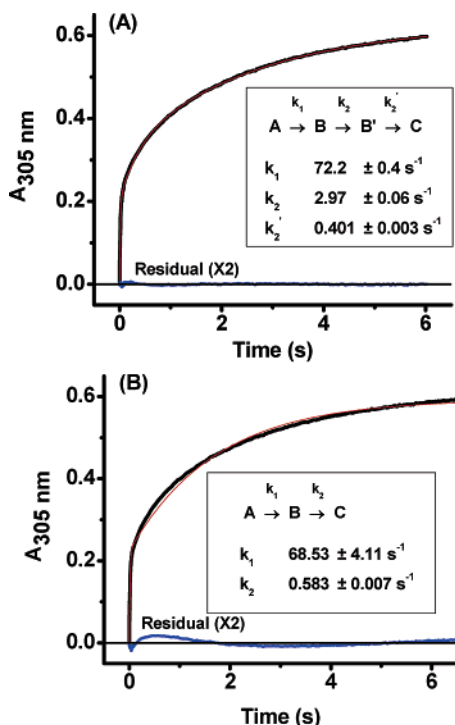 (A)
0.6
0.4
0.2
0.0
A305 nm
k1 k2 k2'
A → B → B' → C
k1 72.2 ± 0.4 s-1
k2 2.97 ± 0.06 s-1
k2' 0.401 ± 0.003 s-1
Residual (X2)
0 2 4 6
Time (s)
(B)
0.6
0.4
0.2
0.0
A305 nm
k1 k2
A → B → C
k1 68.53 ± 4.11 s-1
k2 0.583 ± 0.007 s-1
Residual (X2)
0 2 4 6
Time (s)